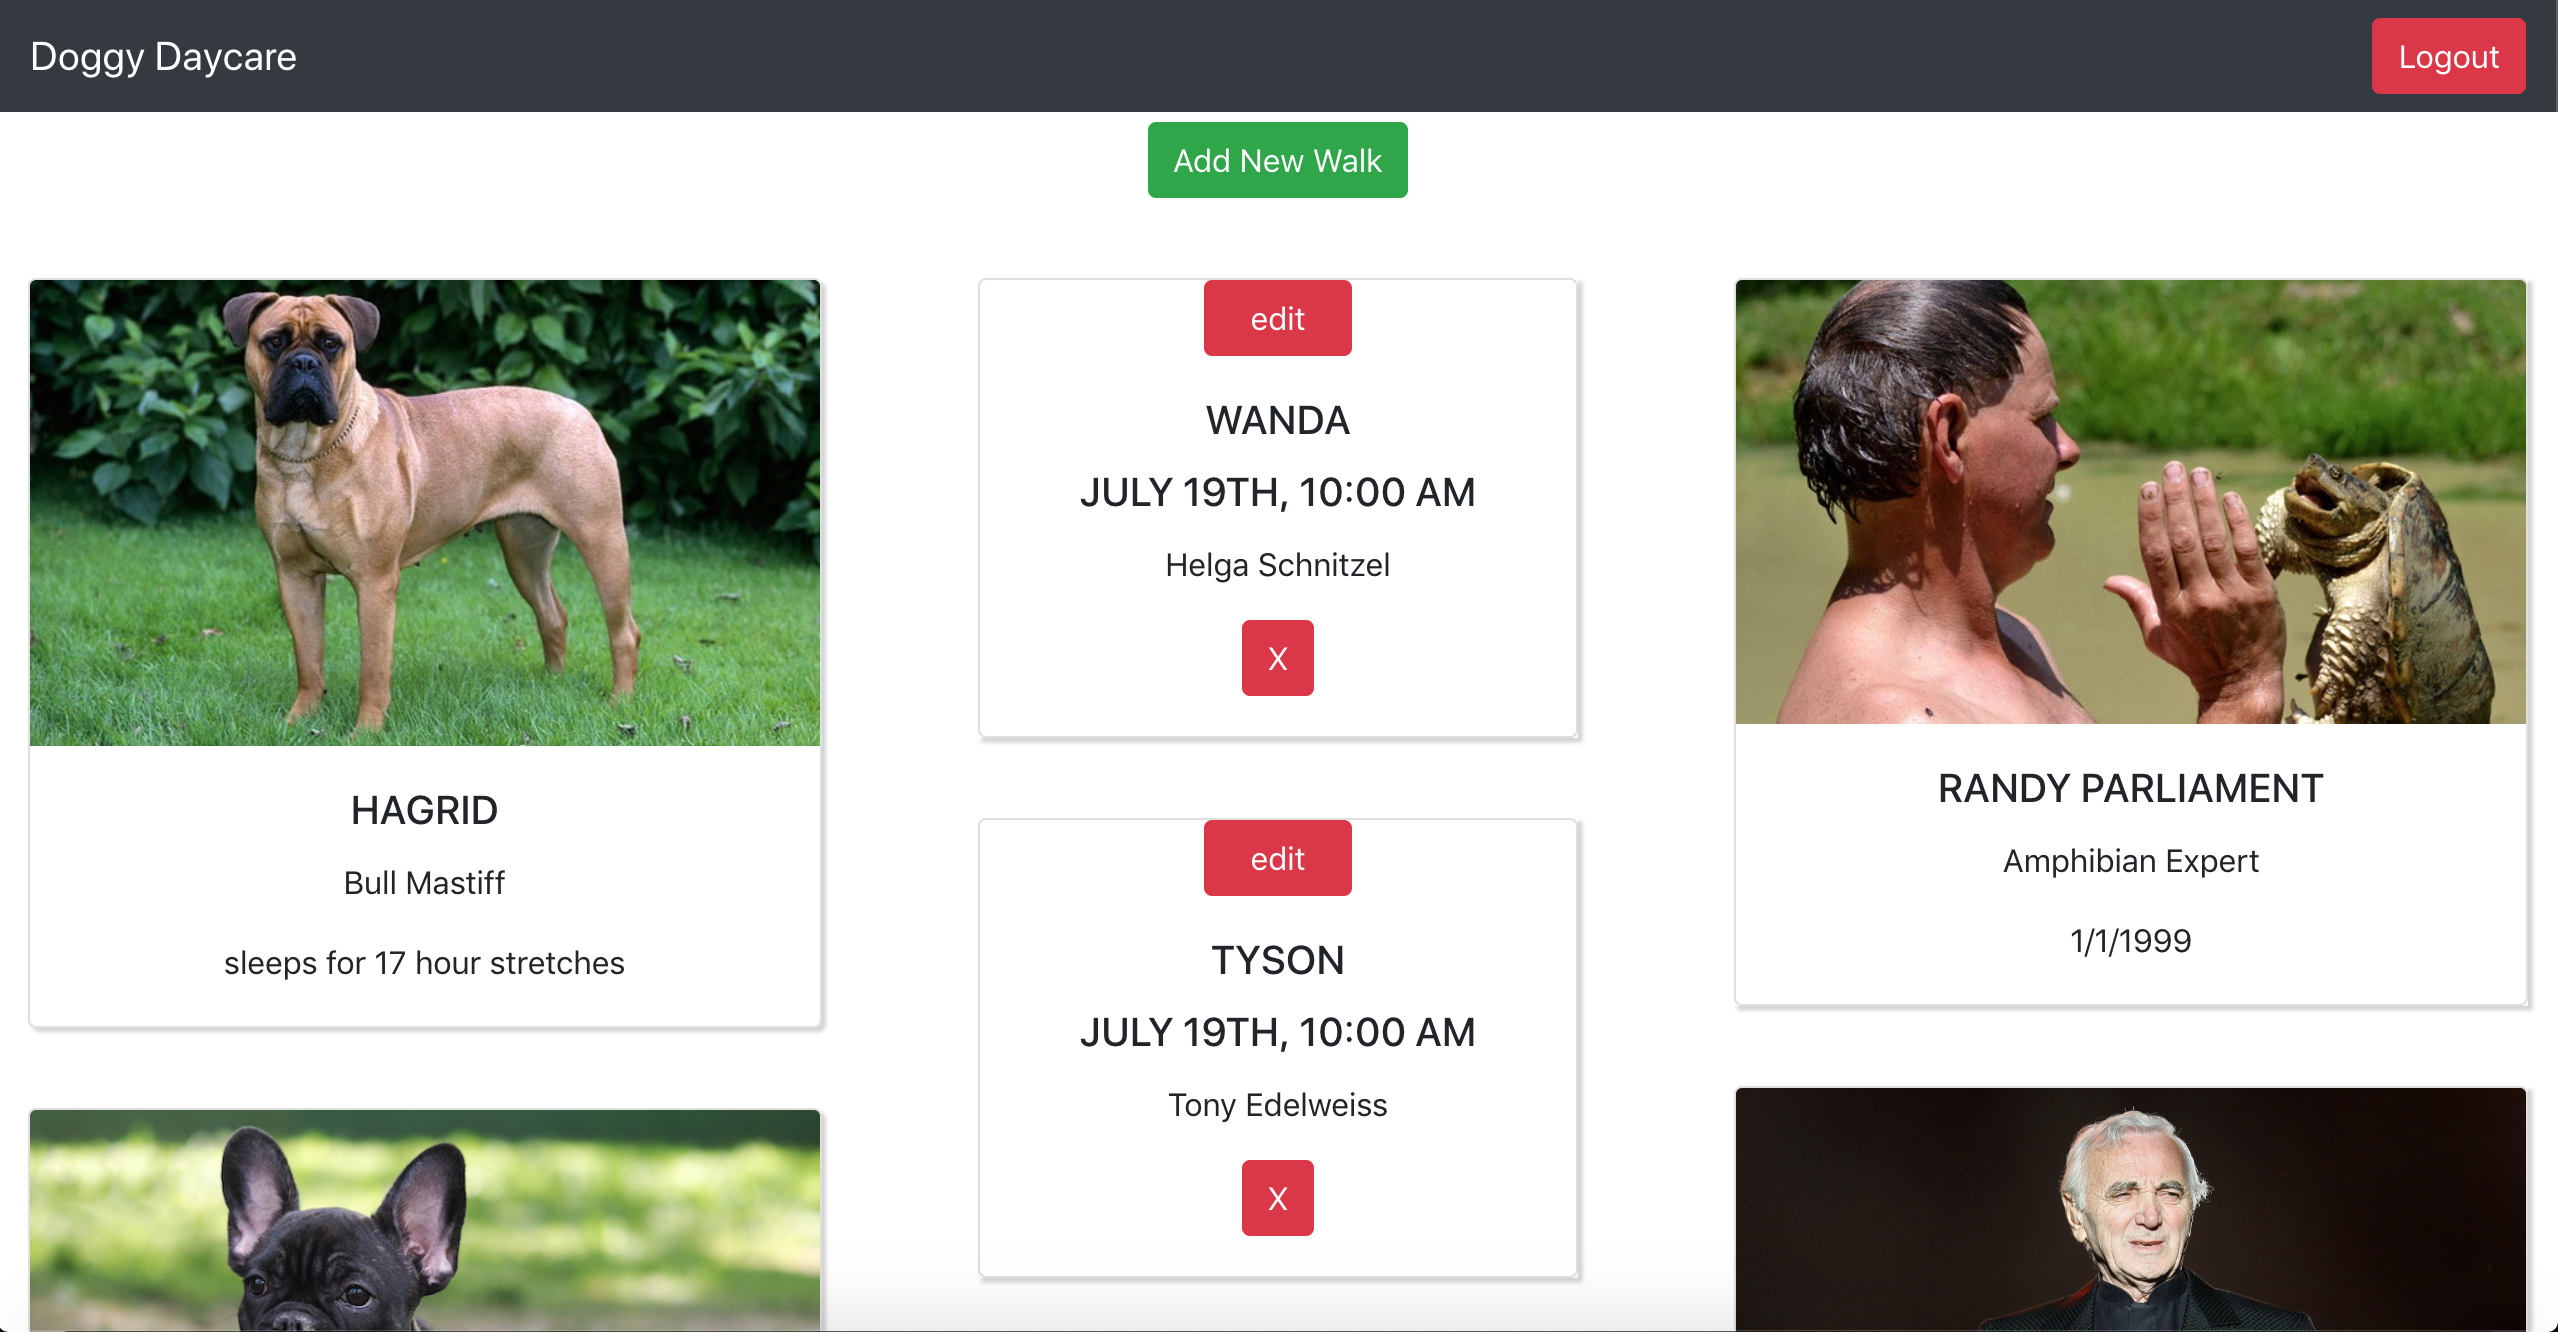 Doggy Daycare
Logout
Add New Walk
HAGRID
Bull Mastiff
sleeps for 17 hour stretches
edit
WANDA
JULY 19TH, 10:00 AM
Helga Schnitzel
X
edit
TYSON
JULY 19TH, 10:00 AM
Tony Edelweiss
X
RANDY PARLIAMENT
Amphibian Expert
1/1/1999